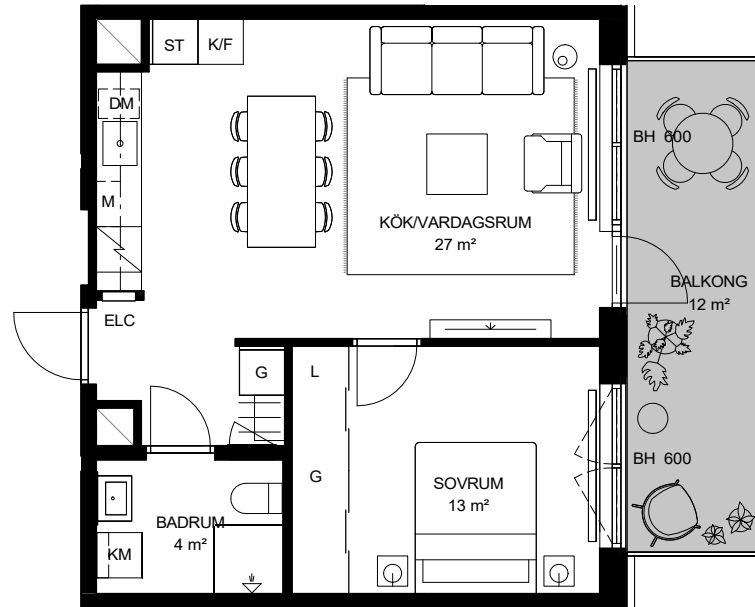 ST K/F
DM
BH 600
M
KÖK/VARDAGSRUM
27 m²
BALKONG
12 m²
ELC
G L
G
BH 600
SOVRUM
13 m²
BADRUM
4 m²
KM